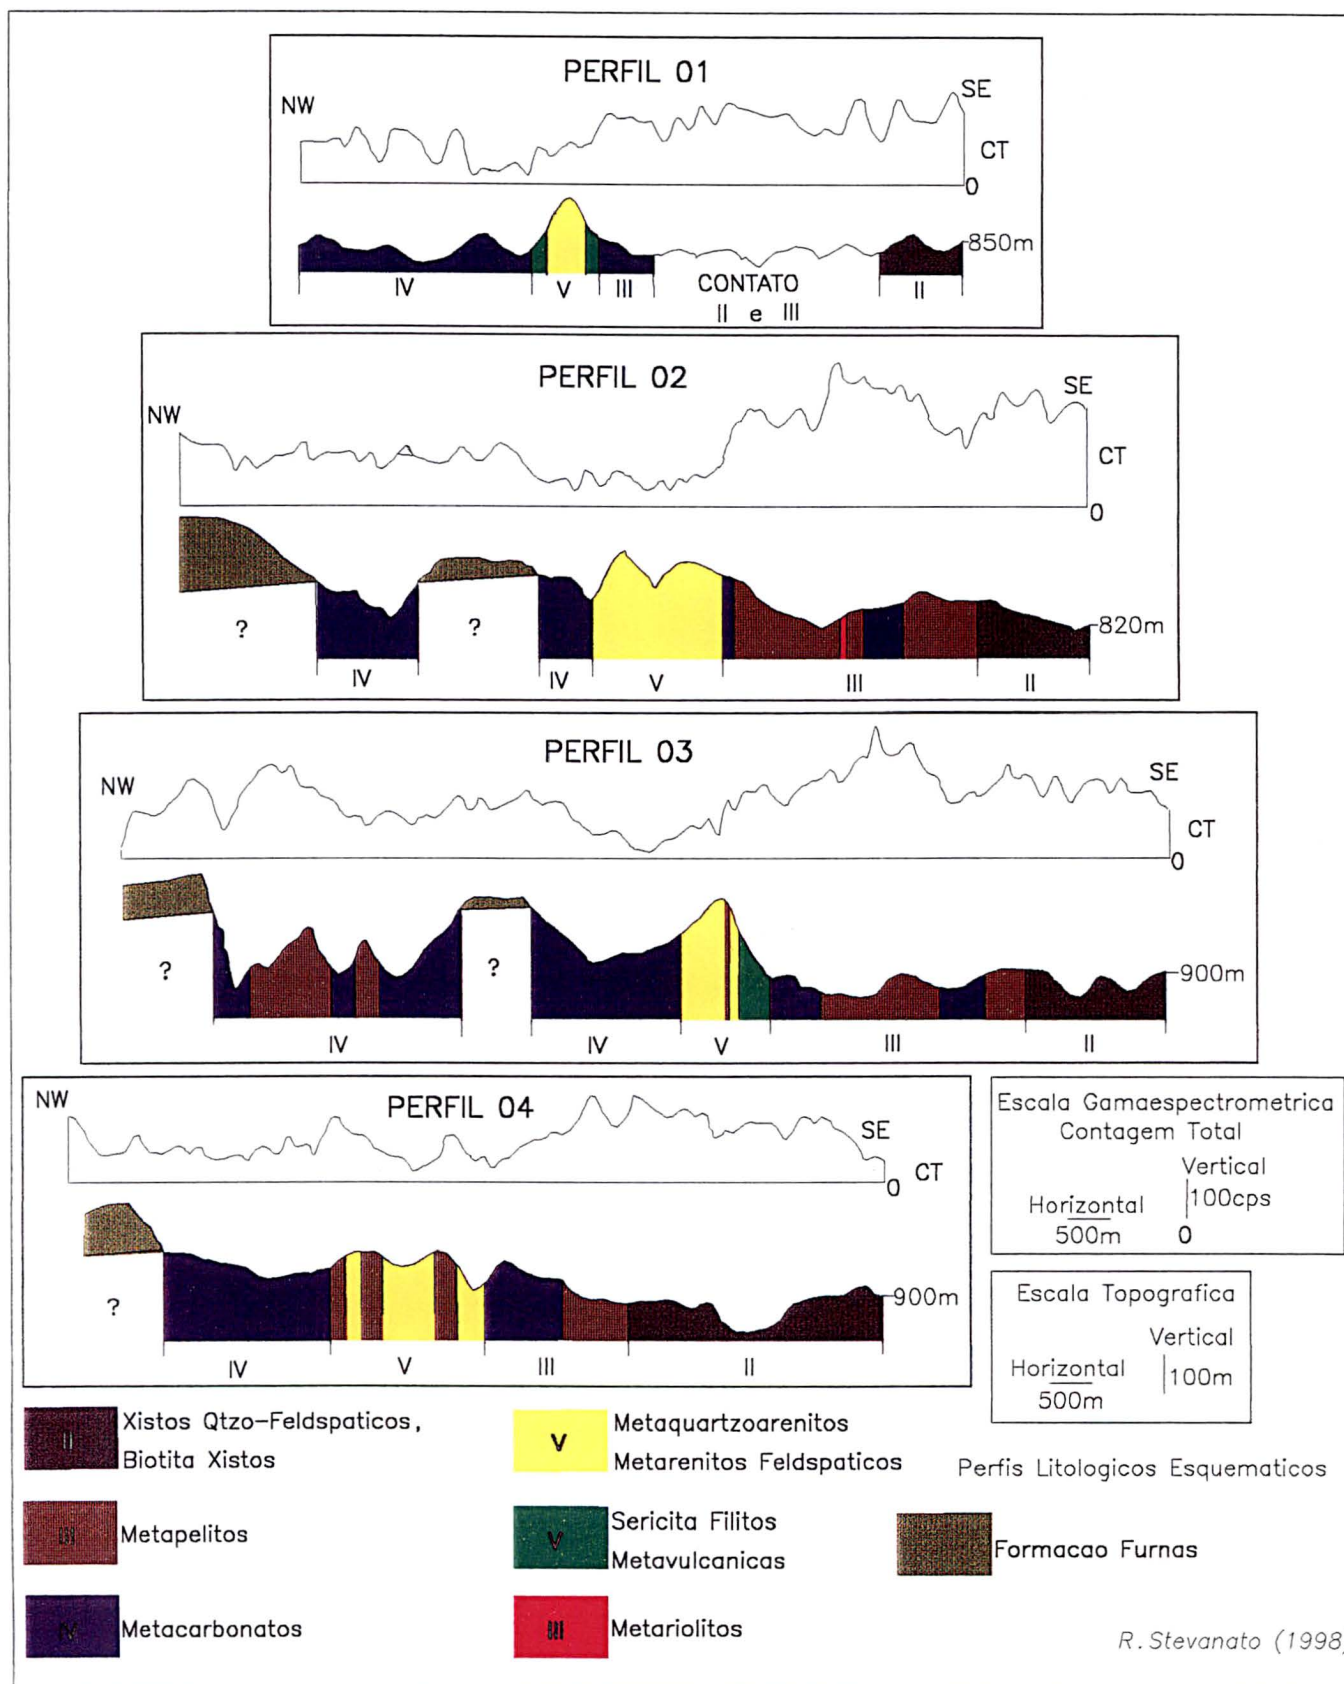 PERFIL 01
NW
SE
CT
0
850m
IV
V
III
CONTATO
II e III
II
PERFIL 02
NW
SE
CT
0
820m
?
IV
?
IV
V
III
II
PERFIL 03
NW
SE
CT
0
900m
?
IV
?
IV
V
III
II
PERFIL 04
NW
SE
CT
0
900m
?
IV
V
III
II
Escala Gamaespectrometrica
Contagem Total
Vertical
100cps
Horizontal
500m
0
Escala Topografica
Vertical
Horizontal
100m
500m
II
Xistos Qtzo-Feldspaticos,
Biotita Xistos
V
Metaquartzoarenitos
Metarenitos Feldspaticos
Perfis Litologicos Esquematicos
III
Metapelitos
V
Sericita Filitos
Metavulcanicas
Formacao Furnas
IV
Metacarbonatos
III
Metariolitos
R.Stevanato (1998)